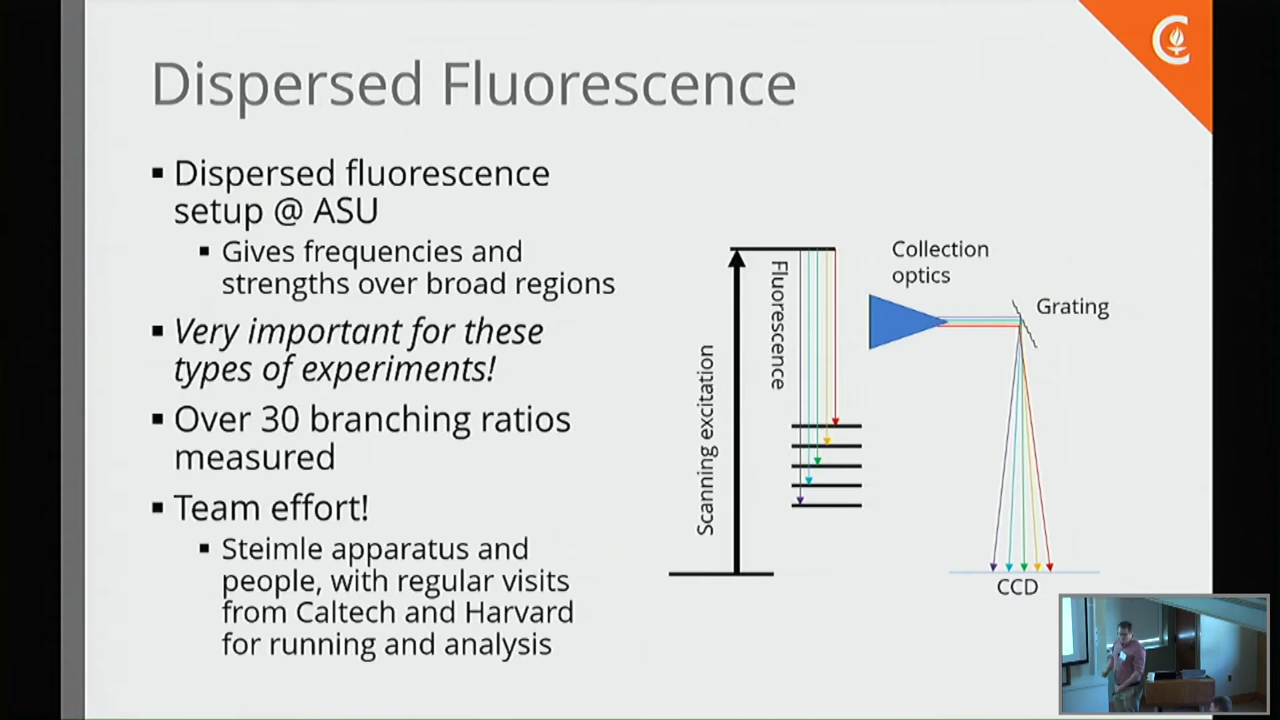 Dispersed Fluorescence
▪ Dispersed fluorescence
setup @ ASU
▪ Gives frequencies and
strengths over broad regions
▪ Very important for these
types of experiments!
▪ Over 30 branching ratios
measured
▪ Team effort!
▪ Steimle apparatus and
people, with regular visits
from Caltech and Harvard
for running and analysis
Scanning excitation
Fluorescence
Collection
optics
Grating
CCD